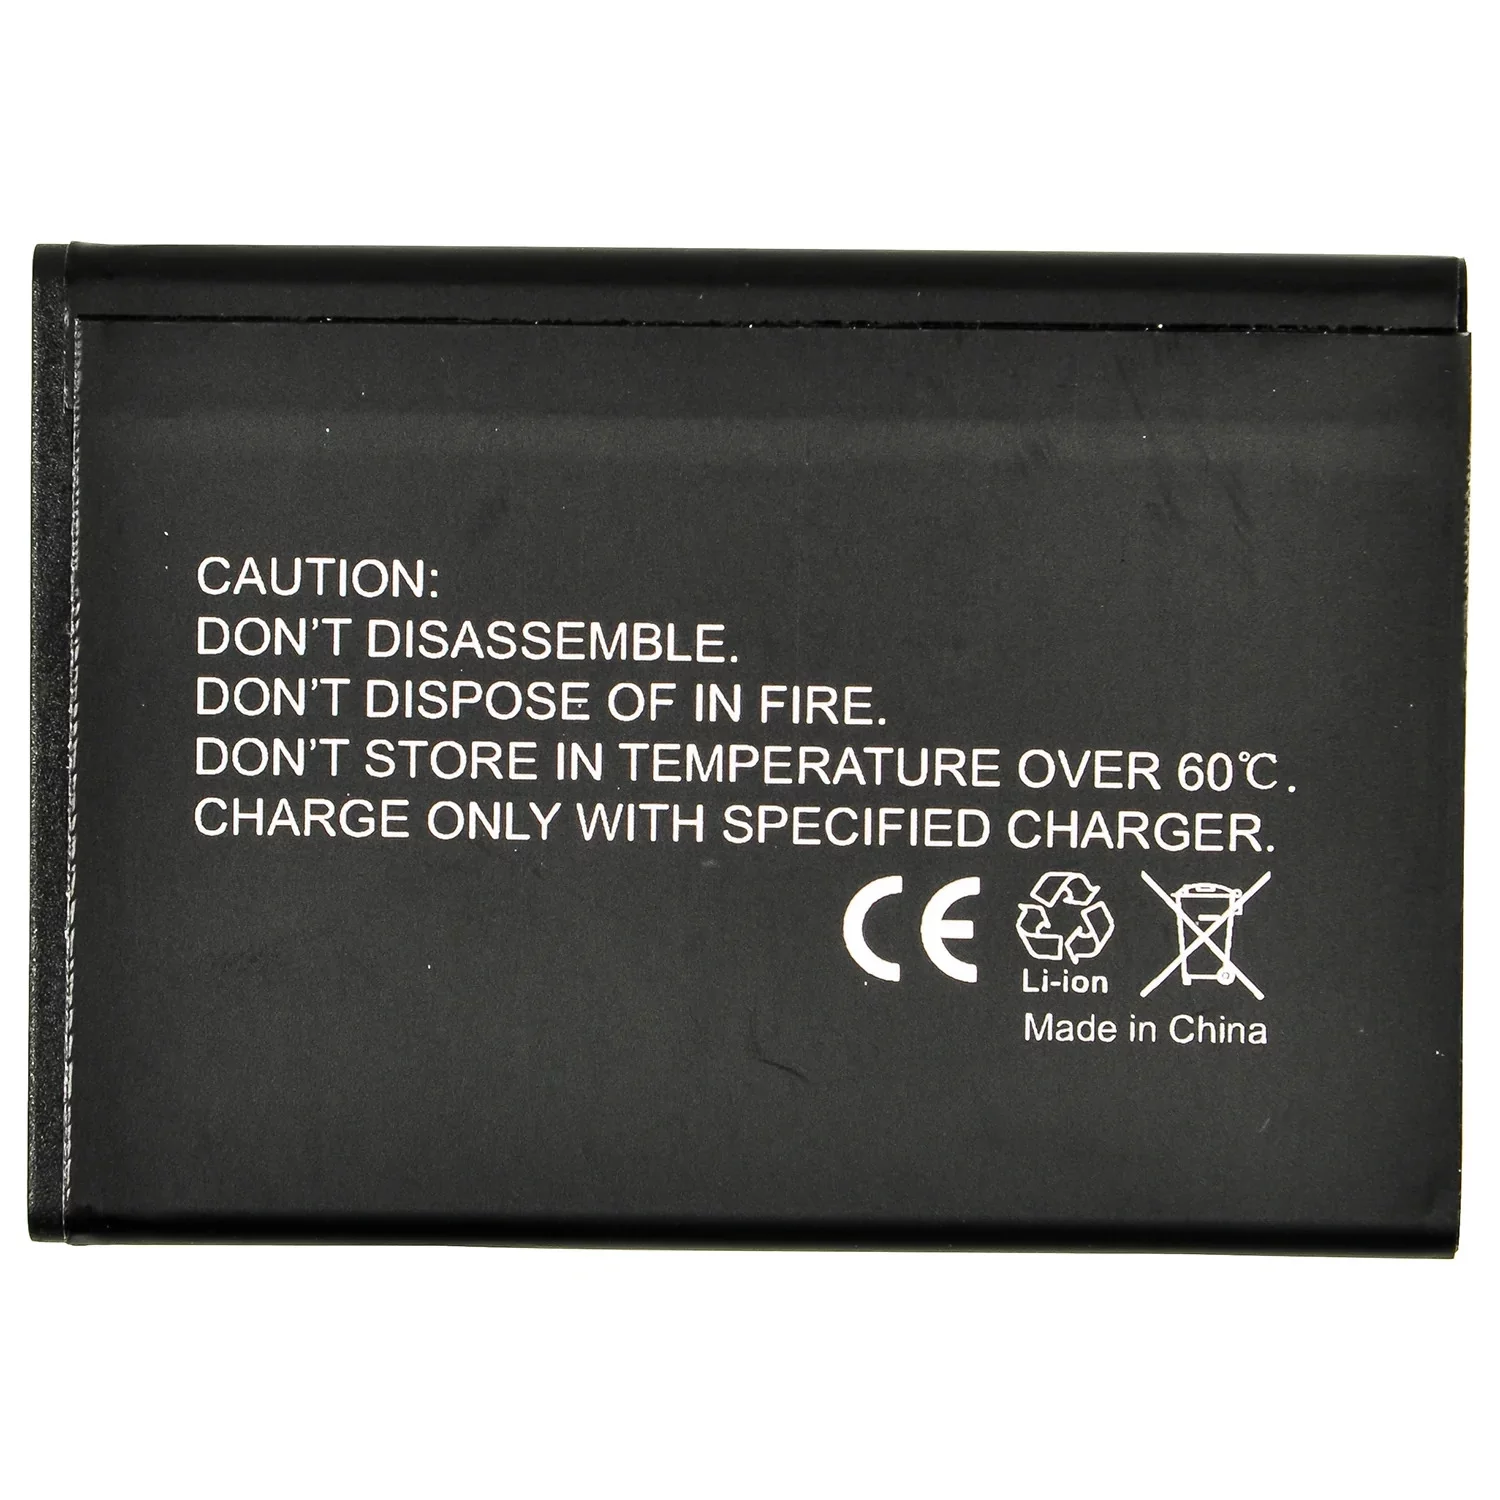 CAUTION:
DON'T DISASSEMBLE.
DON'T DISPOSE OF IN FIRE.
DON'T STORE IN TEMPERATURE OVER 60℃.
CHARGE ONLY WITH SPECIFIED CHARGER.
CE
Li-ion
Made in China